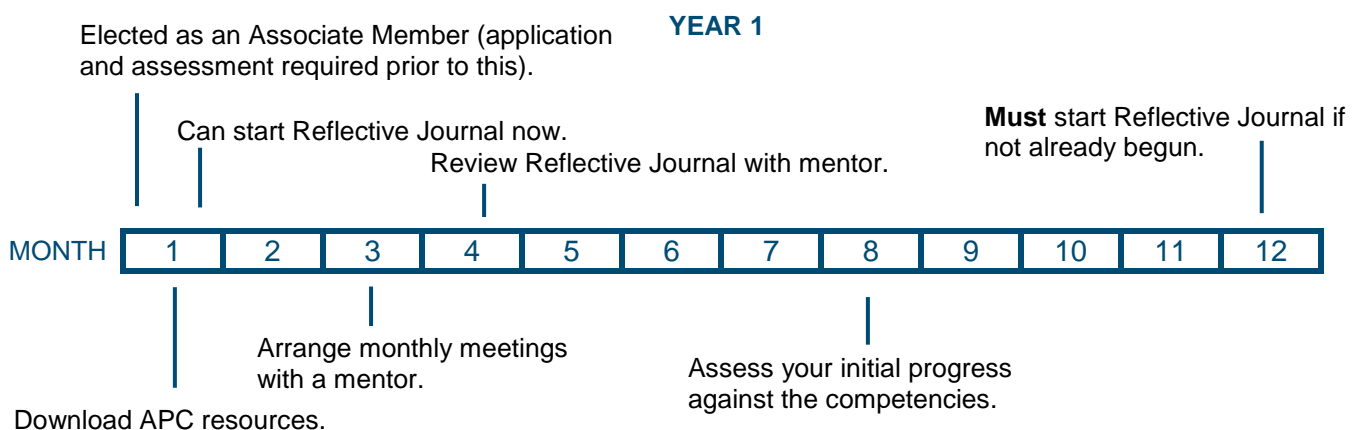 YEAR 1
Elected as an Associate Member (application
and assessment required prior to this).
Can start Reflective Journal now.
Review Reflective Journal with mentor.
Must start Reflective Journal if
not already begun.
MONTH 1 2 3 4 5 6 7 8 9 10 11 12
Arrange monthly meetings
with a mentor.
Assess your initial progress
against the competencies.
Download APC resources.